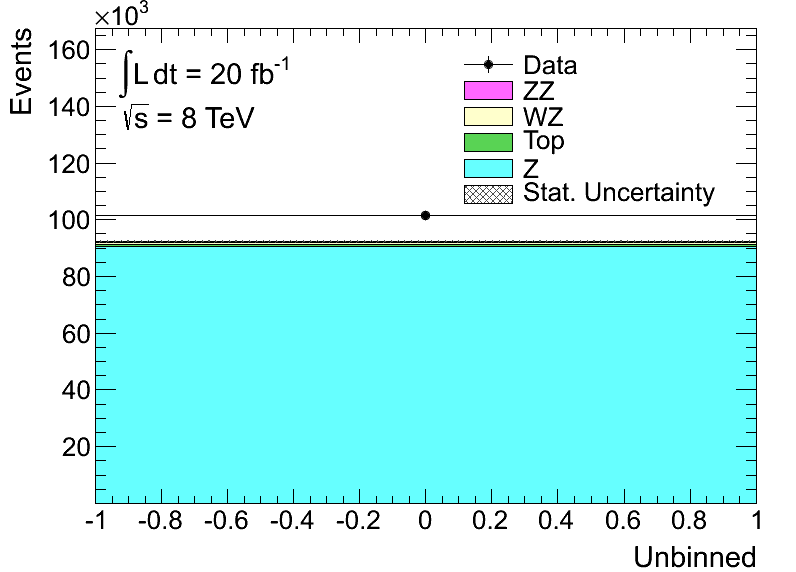 ×10³
Events
160
140
120
100
80
60
40
20
∫L dt = 20 fb⁻¹
√s = 8 TeV
Data
ZZ
WZ
Top
Z
Stat. Uncertainty
-1 -0.8 -0.6 -0.4 -0.2 0 0.2 0.4 0.6 0.8 1
Unbinned